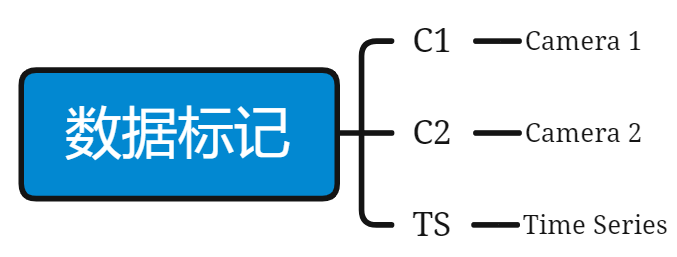 数据标记
C1
Camera 1
C2
Camera 2
TS
Time Series